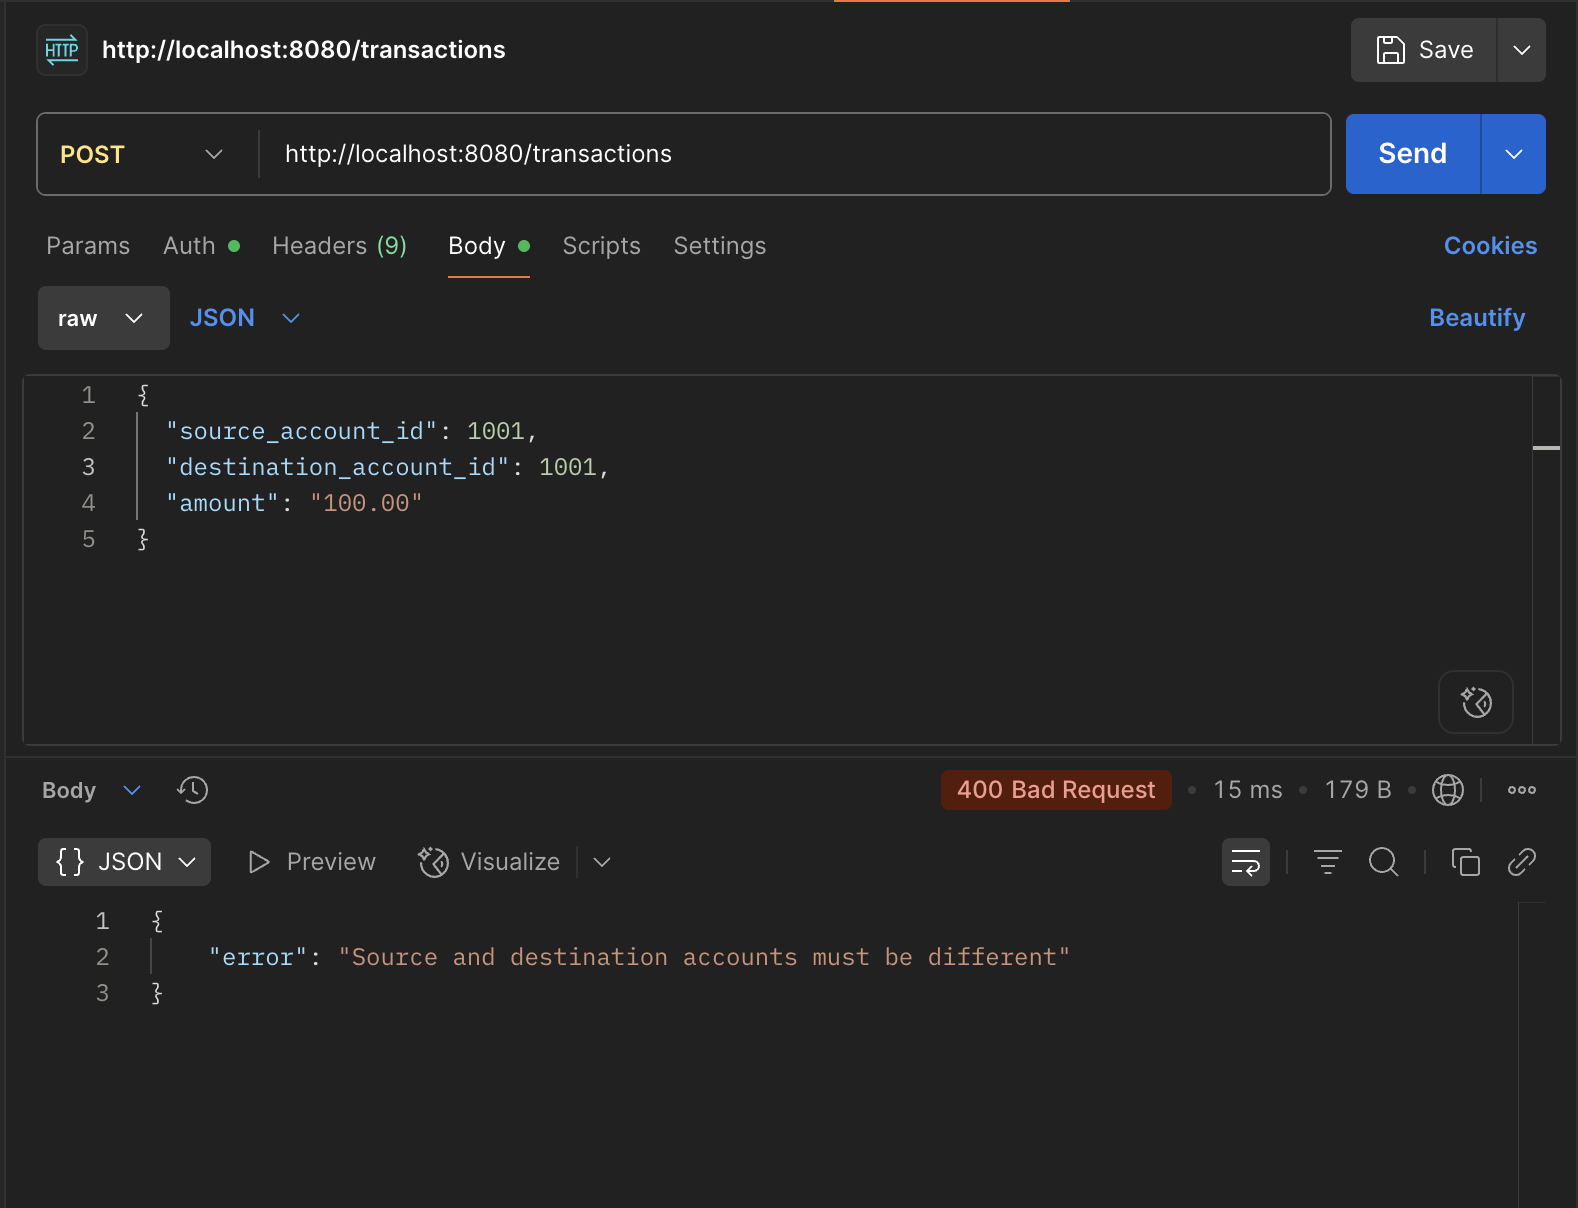 HTTP http://localhost:8080/transactions Save
POST http://localhost:8080/transactions Send
Params Auth Headers (9) Body Scripts Settings Cookies
raw JSON Beautify
1 {
2 "source_account_id": 1001,
3 "destination_account_id": 1001,
4 "amount": "100.00"
5 }
Body 400 Bad Request • 15 ms • 179 B •
{} JSON Preview Visualize
1 {
2 "error": "Source and destination accounts must be different"
3 }